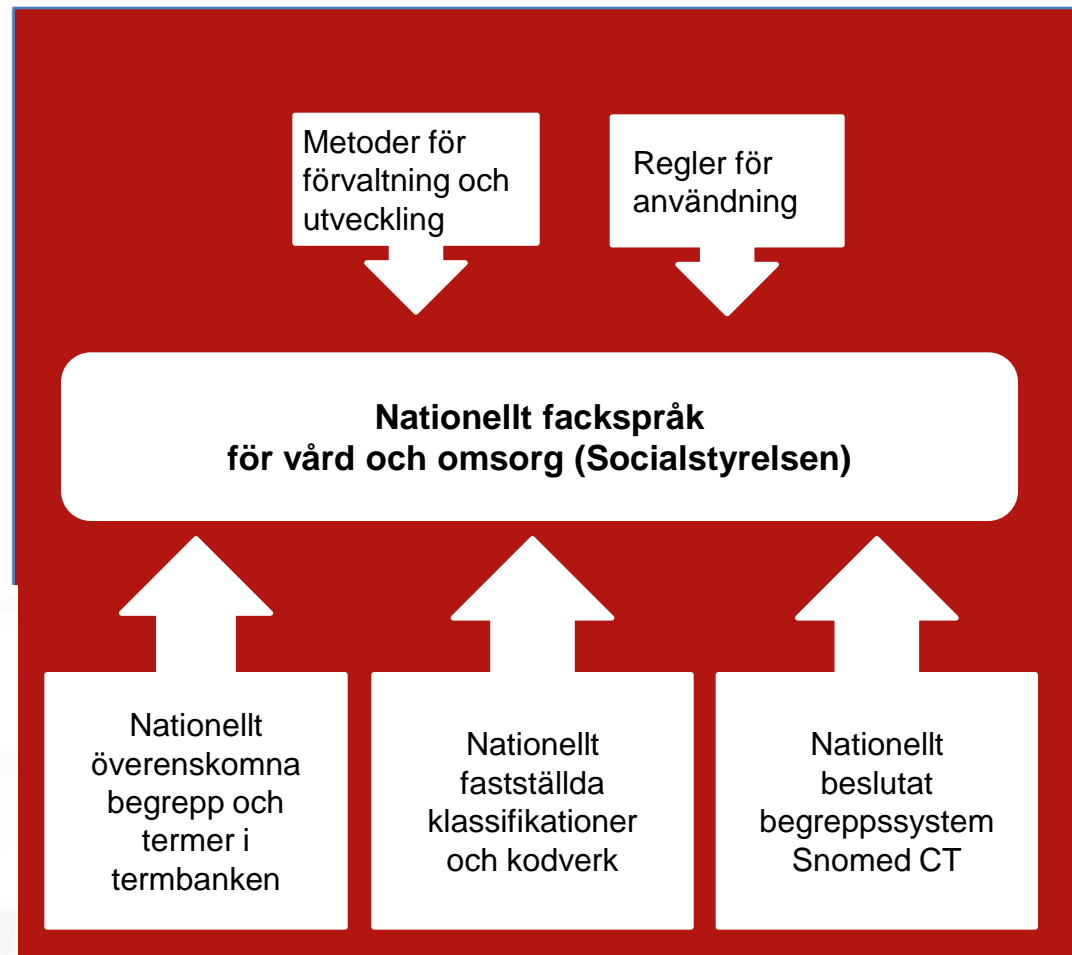 Metoder för
förvaltning och
utveckling
Regler för
användning
Nationellt fackspråk
för vård och omsorg (Socialstyrelsen)
Nationellt
överenskomna
begrepp och
termer i
termbanken
Nationellt
fastställda
klassifikationer
och kodverk
Nationellt
beslutat
begreppssystem
Snomed CT